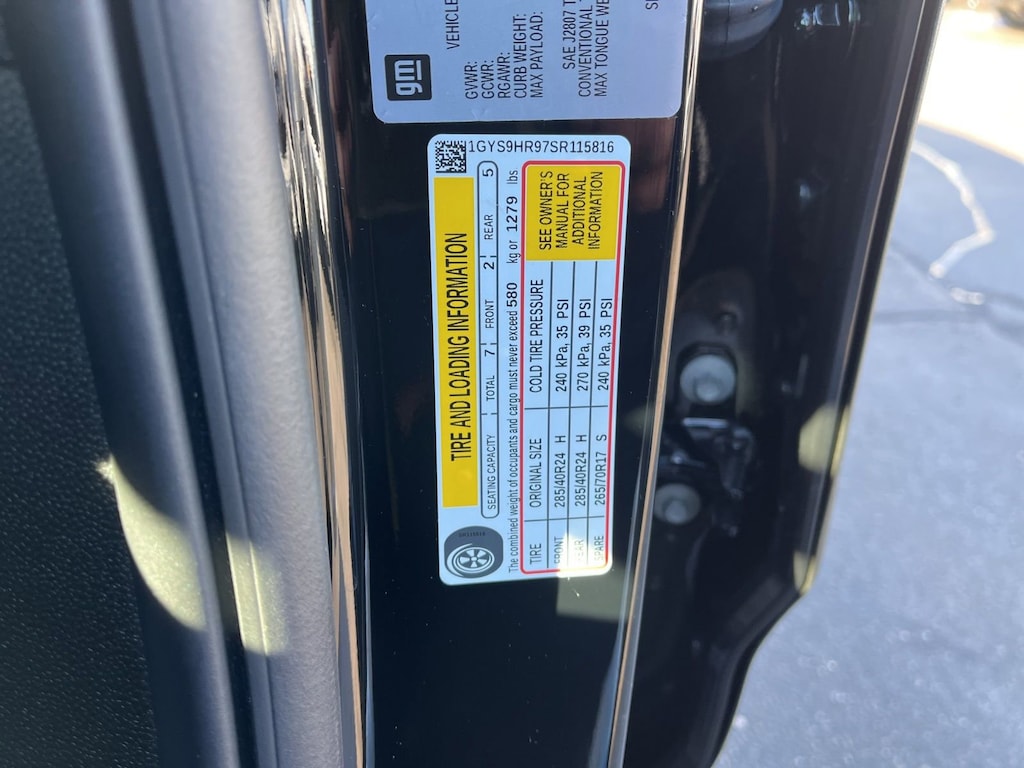 gm
VEHICLE
GVWR:
GCWR:
RGAWR:
CURB WEIGHT:
MAX PAYLOAD:
SAE J2807 T
CONVENTIONAL T
MAX TONGUE WE
1GYS9HR97SR115816
TIRE AND LOADING INFORMATION
SEATING CAPACITY TOTAL 7 FRONT 2 REAR 5
The combined weight of occupants and cargo must never exceed 580 kg or 1279 lbs
TIRE ORIGINAL SIZE COLD TIRE PRESSURE
FRONT 285/40R24 H 240 kPa, 35 PSI
REAR 285/40R24 H 270 kPa, 39 PSI
SPARE 265/70R17 S 240 kPa, 35 PSI
SEE OWNER'S
MANUAL FOR
ADDITIONAL
INFORMATION